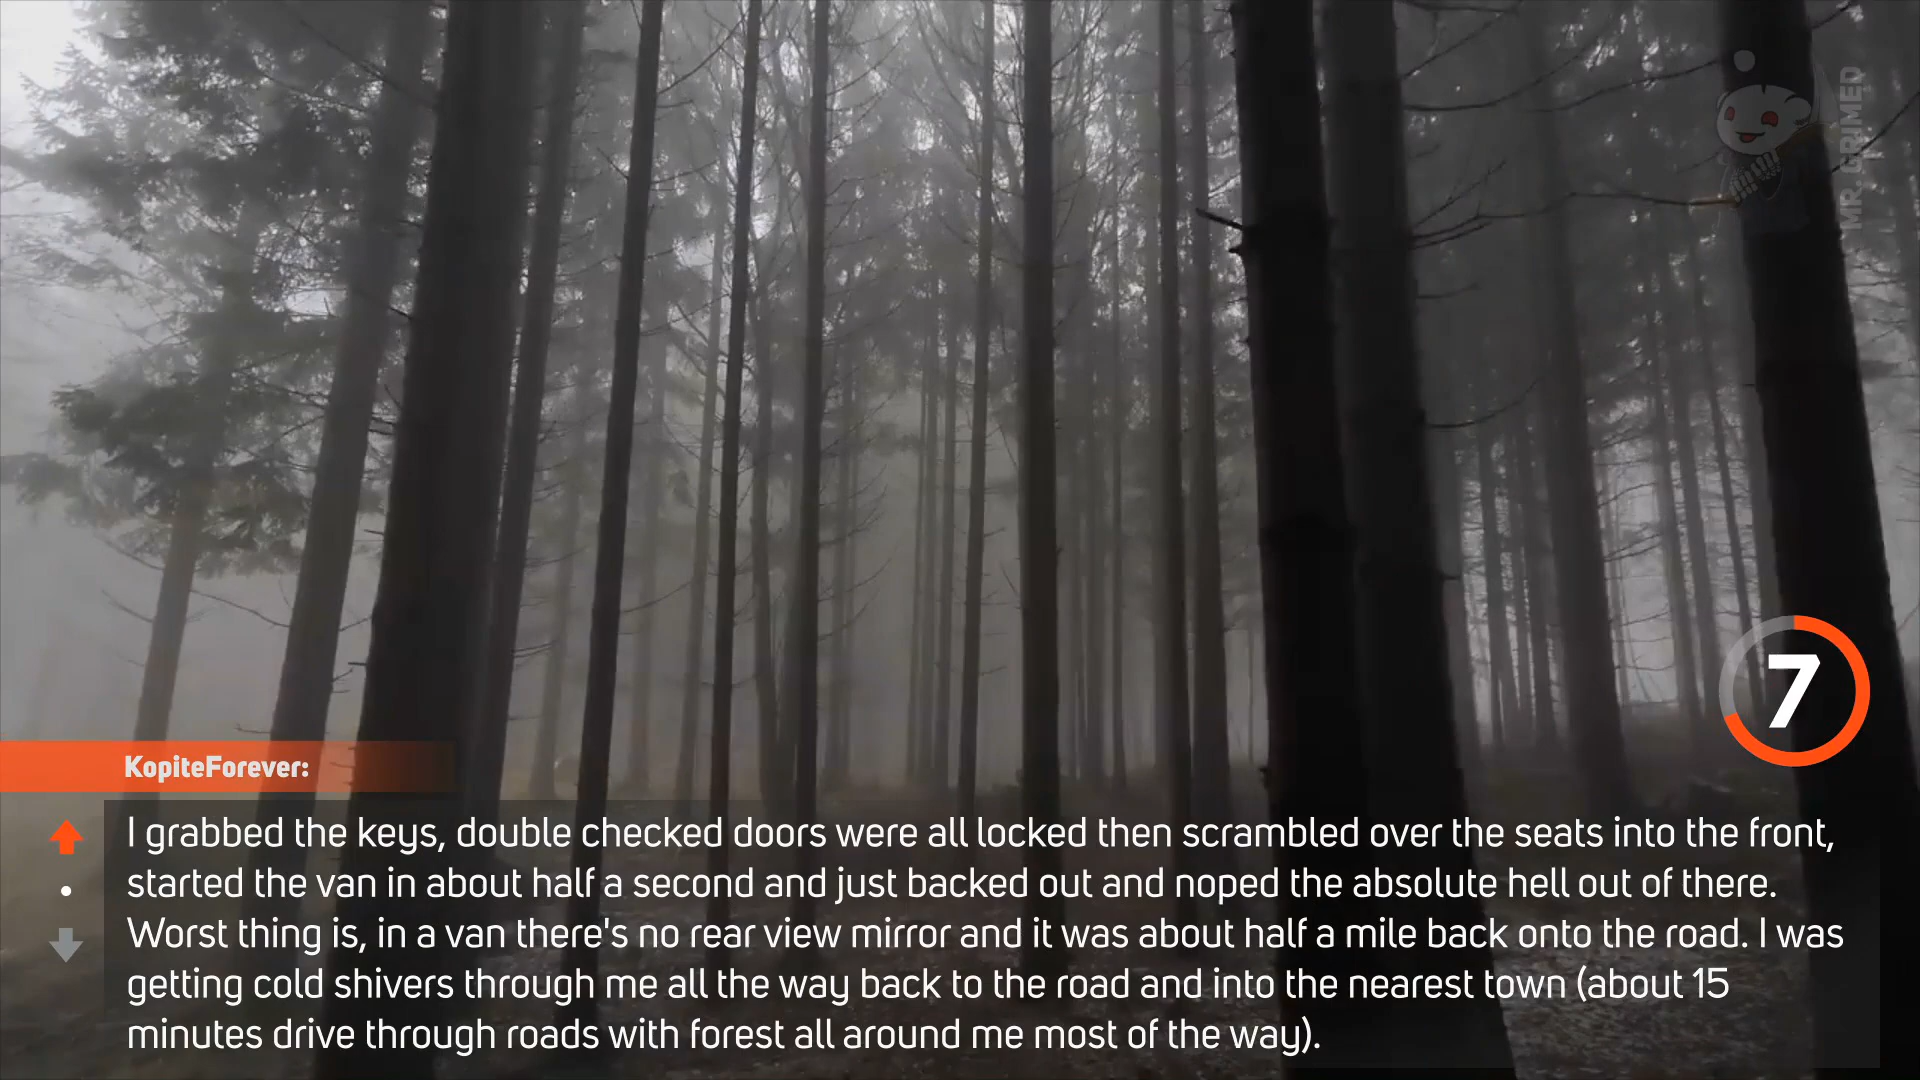 MR. GRIMED
7
KopiteForever:
I grabbed the keys, double checked doors were all locked then scrambled over the seats into the front,
started the van in about half a second and just backed out and noped the absolute hell out of there.
Worst thing is, in a van there's no rear view mirror and it was about half a mile back onto the road. I was
getting cold shivers through me all the way back to the road and into the nearest town (about 15
minutes drive through roads with forest all around me most of the way).